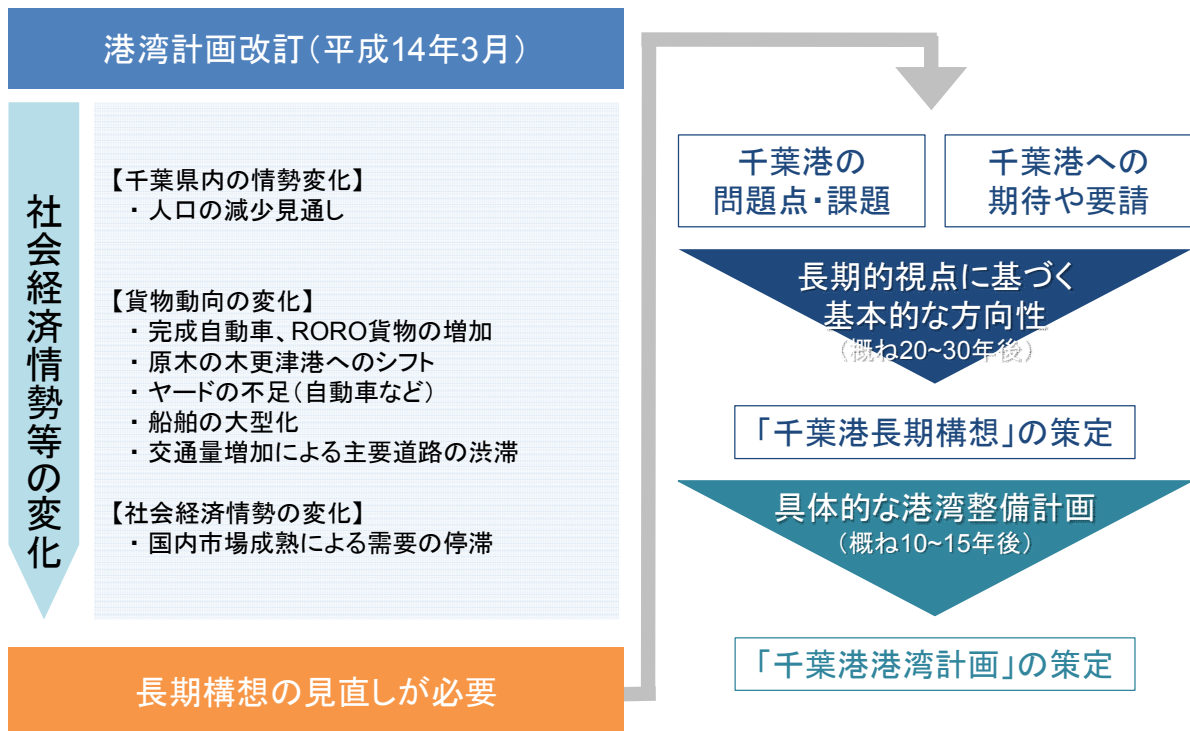 港湾計画改訂（平成14年3月）
社会経済情勢等の変化
【千葉県内の情勢変化】
・ 人口の減少見通し
【貨物動向の変化】
・ 完成自動車、RORO貨物の増加
・ 原木の木更津港へのシフト
・ ヤードの不足（自動車など）
・ 船舶の大型化
・ 交通量増加による主要道路の渋滞
【社会経済情勢の変化】
・ 国内市場成熟による需要の停滞
長期構想の見直しが必要
千葉港の
問題点・課題
千葉港への
期待や要請
長期的視点に基づく
基本的な方向性
（概ね20~30年後）
「千葉港長期構想」の策定
具体的な港湾整備計画
（概ね10~15年後）
「千葉港港湾計画」の策定